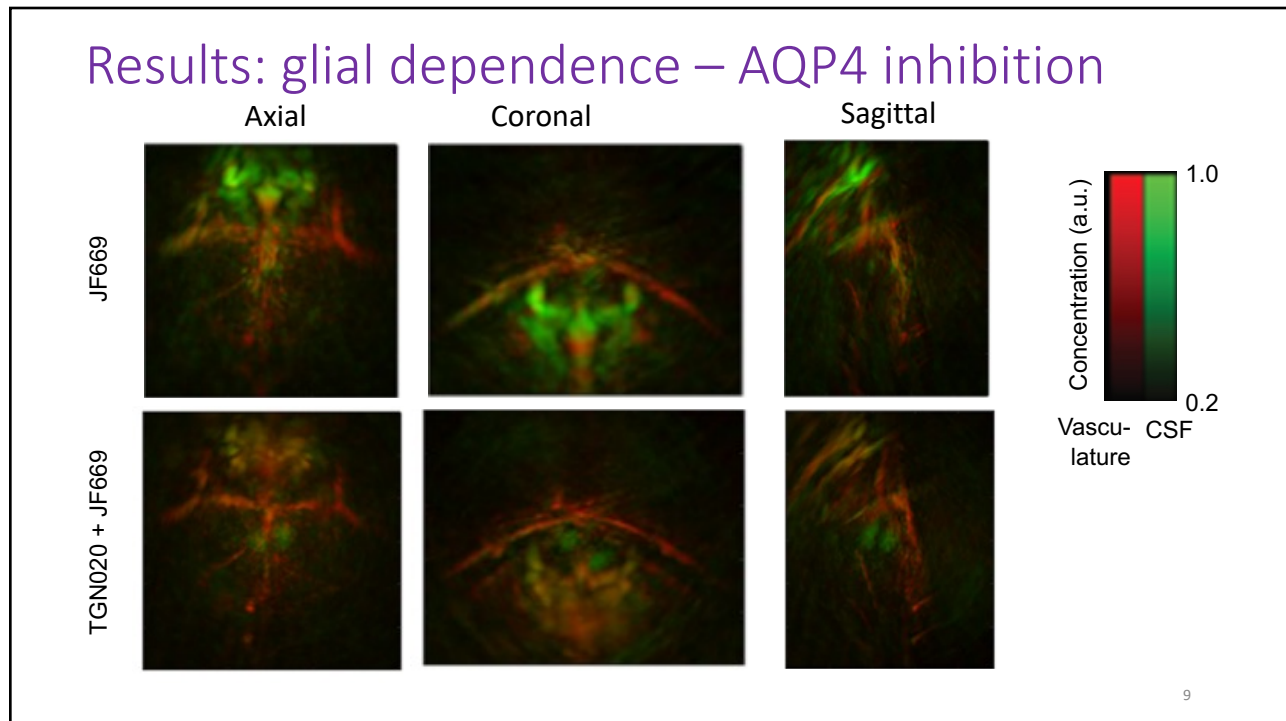 Results: glial dependence – AQP4 inhibition
Axial
Coronal
Sagittal
JF669
TGN020 + JF669
Concentration (a.u.)
1.0
0.2
Vascu-
lature
CSF
9